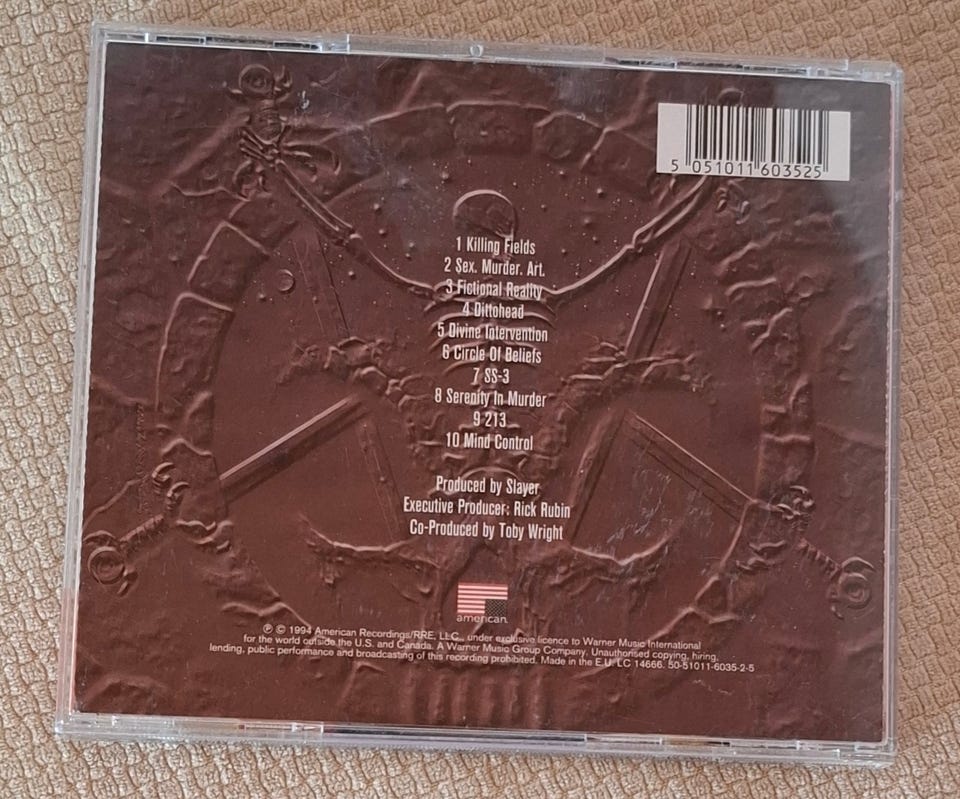 5 051011 603525
1 Killing Fields
2 Sex. Murder. Art.
3 Fictional Reality
4 Dittohead
5 Divine Intervention
6 Circle Of Beliefs
7 SS-3
8 Serenity In Murder
9 213
10 Mind Control
Produced by Slayer
Executive Producer: Rick Rubin
Co-Produced by Toby Wright
american
℗ © 1994 American Recordings/RRE, LLC., under exclusive licence to Warner Music International
for the world outside the U.S. and Canada. A Warner Music Group Company. Unauthorised copying, hiring,
lending, public performance and broadcasting of this recording prohibited. Made in the E.U. LC 14666. 50-51011-6035-2-5